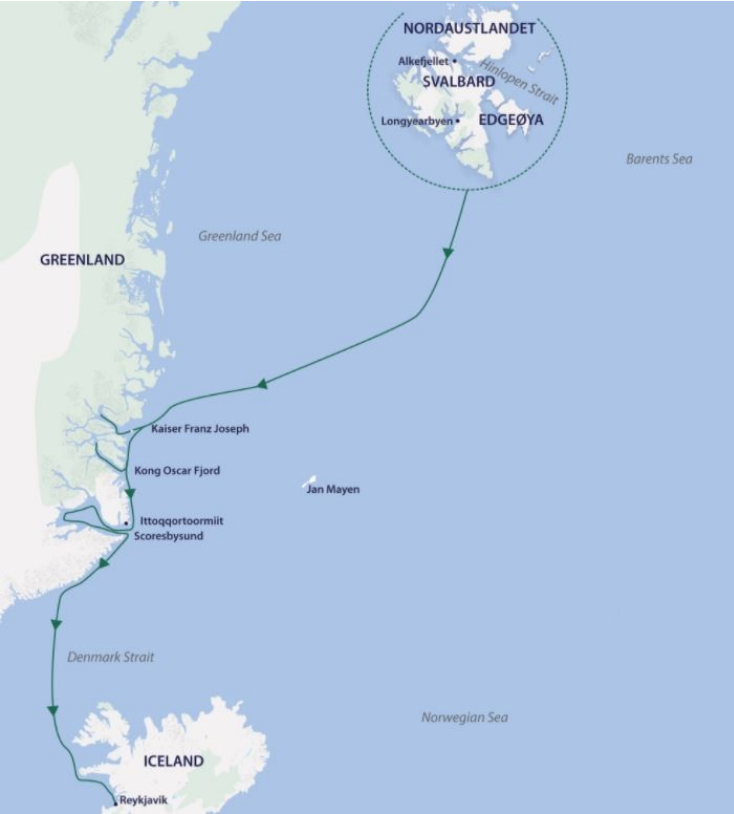 NORDAUSTLANDET
Alkefjellet
Hinlopen Strait
SVALBARD
Longyearbyen
EDGEØYA
Barents Sea
Greenland Sea
GREENLAND
Kaiser Franz Joseph
Kong Oscar Fjord
Jan Mayen
Ittoqqortoormiit
Scoresbysund
Denmark Strait
Norwegian Sea
ICELAND
Reykjavik